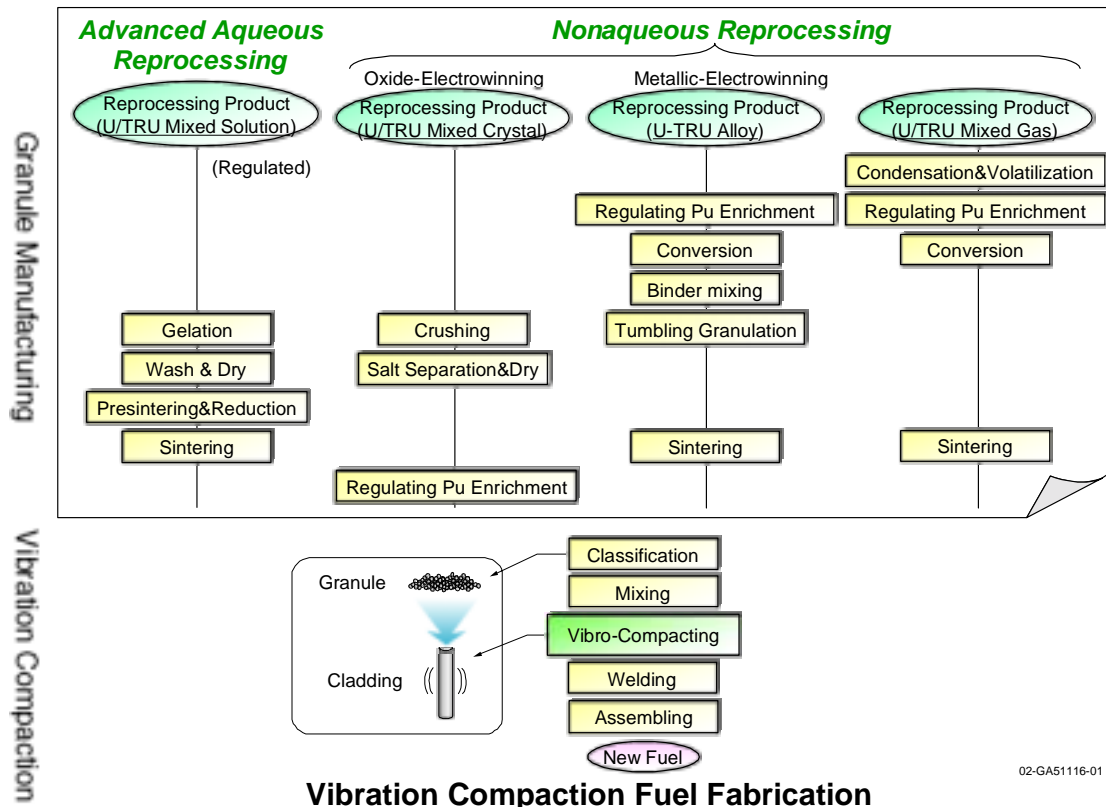 Advanced Aqueous
Reprocessing
Nonaqueous Reprocessing
Oxide-Electrowinning
Metallic-Electrowinning
Reprocessing Product
(U/TRU Mixed Solution)
Reprocessing Product
(U/TRU Mixed Crystal)
Reprocessing Product
(U-TRU Alloy)
Reprocessing Product
(U/TRU Mixed Gas)
Granule Manufacturing
(Regulated)
Gelation
Wash & Dry
Presintering&Reduction
Sintering
Crushing
Salt Separation&Dry
Regulating Pu Enrichment
Regulating Pu Enrichment
Conversion
Binder mixing
Tumbling Granulation
Sintering
Condensation&Volatilization
Regulating Pu Enrichment
Conversion
Sintering
Vibration Compaction
Granule
Cladding
Classification
Mixing
Vibro-Compacting
Welding
Assembling
New Fuel
02-GA51116-01
Vibration Compaction Fuel Fabrication